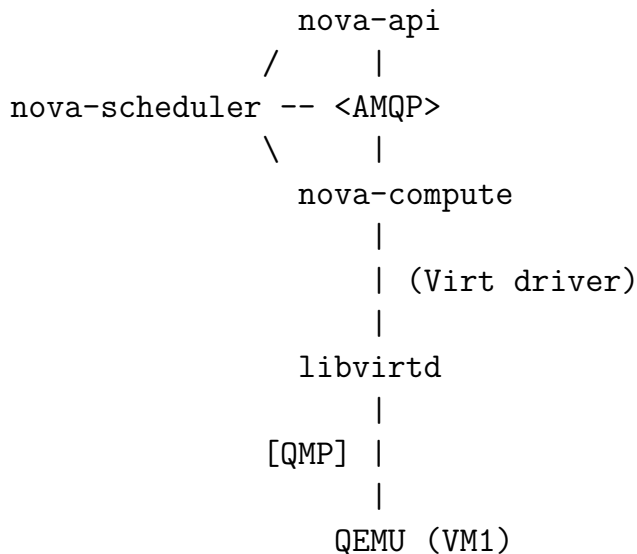 nova-api
/ |
nova-scheduler -- <AMQP>
\ |
nova-compute
|
| (Virt driver)
|
libvirtd
|
[QMP] |
|
QEMU (VM1)